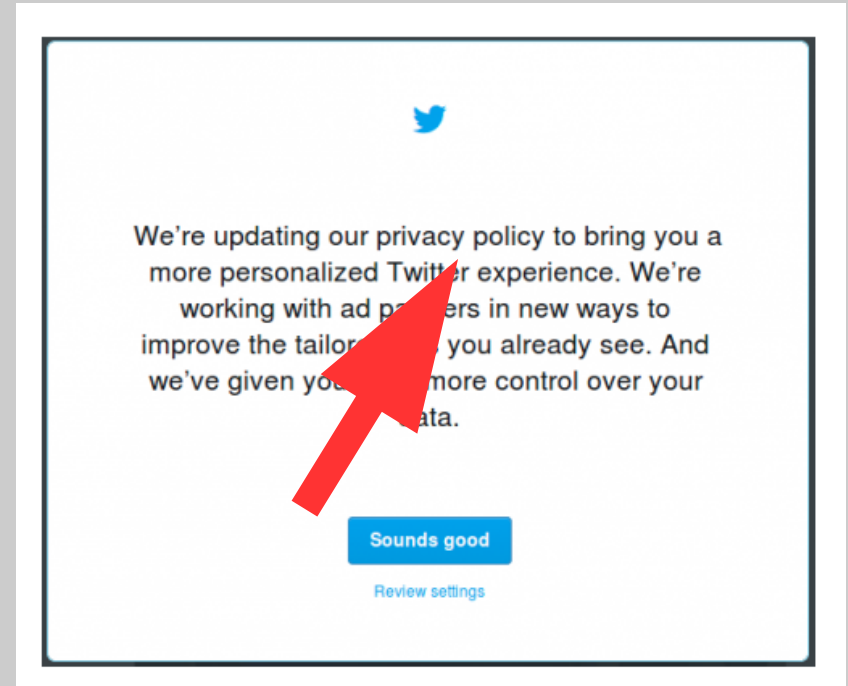 We’re updating our privacy policy to bring you a
more personalized Twitter experience. We’re
working with ad in new ways to
improve the you already see. And
we’ve given more control over your
Sounds good
Review settings